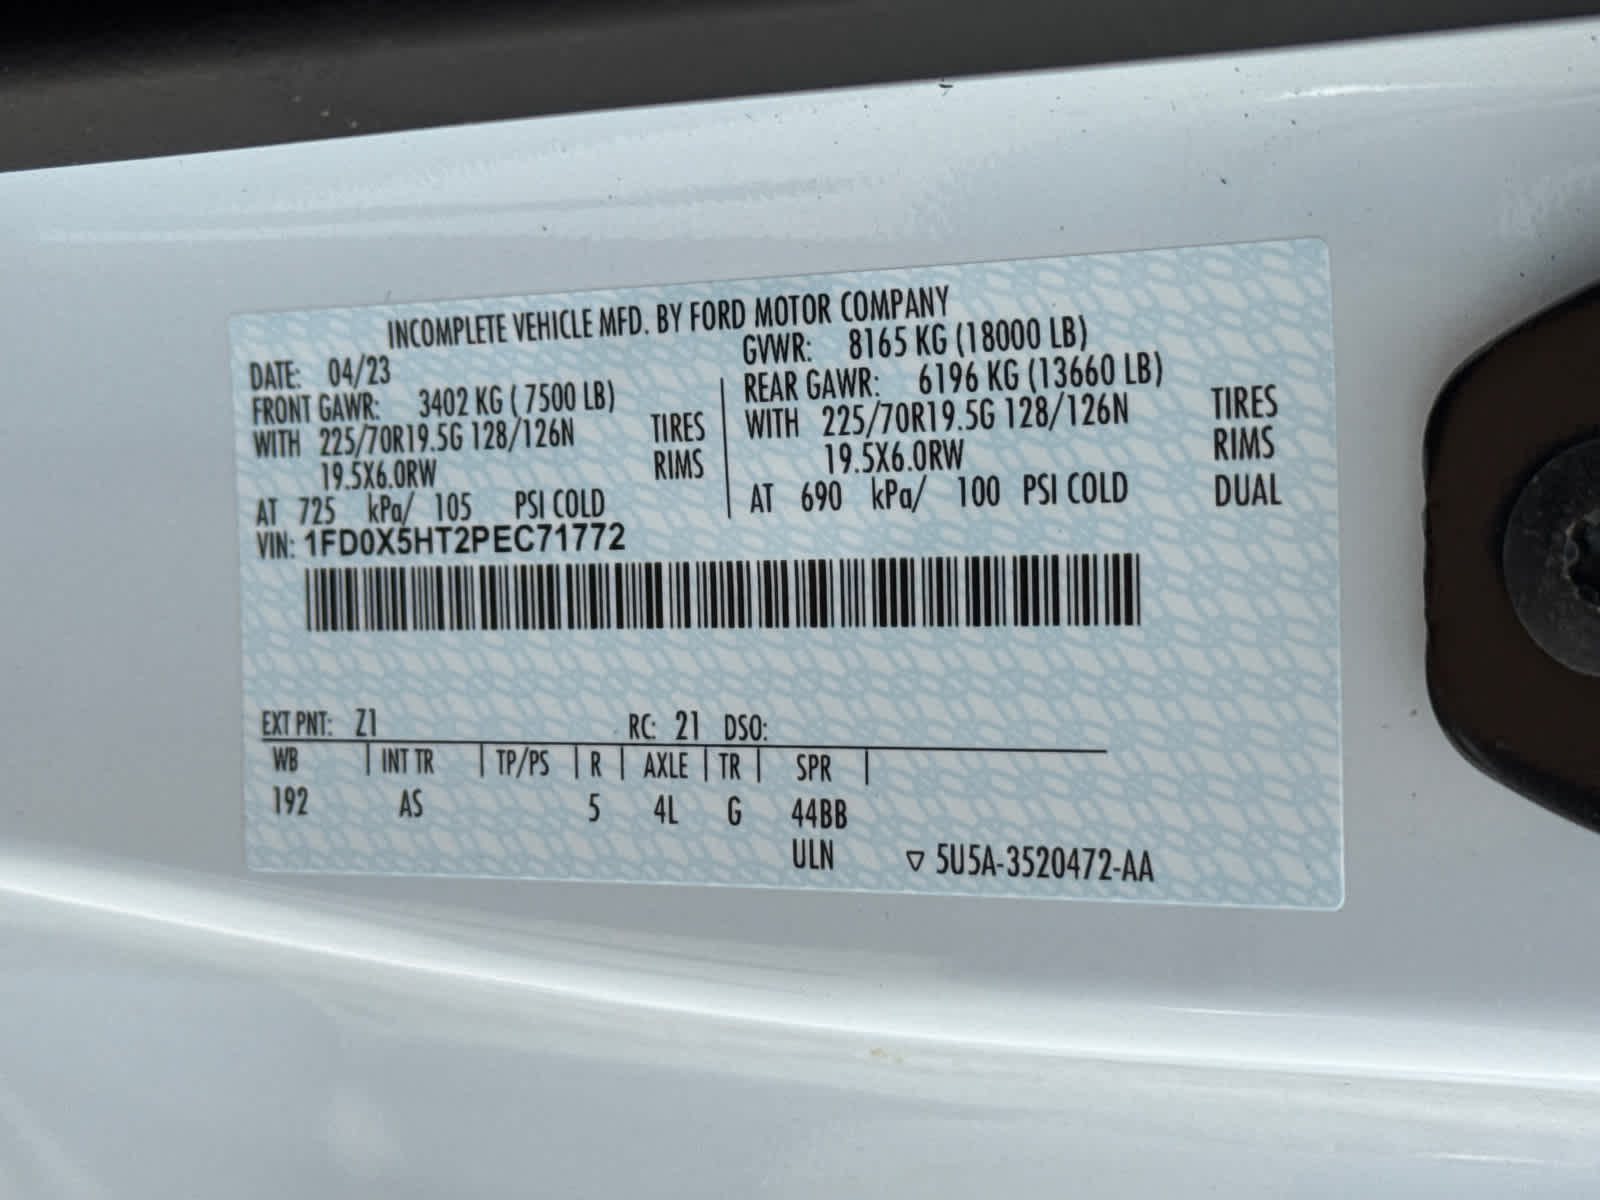 INCOMPLETE VEHICLE MFD. BY FORD MOTOR COMPANY
DATE: 04/23
GVWR: 8165 KG (18000 LB)
FRONT GAWR: 3402 KG ( 7500 LB)
REAR GAWR: 6196 KG (13660 LB)
WITH 225/70R19.5G 128/126N TIRES
WITH 225/70R19.5G 128/126N TIRES
19.5X6.0RW RIMS
19.5X6.0RW RIMS
AT 725 kPa/ 105 PSI COLD
AT 690 kPa/ 100 PSI COLD DUAL
VIN: 1FD0X5HT2PEC71772
EXT PNT: Z1 RC: 21 DSO:
WB | INT TR | TP/PS | R | AXLE | TR | SPR |
192 AS 5 4L G 44BB
ULN ▽ 5U5A-3520472-AA